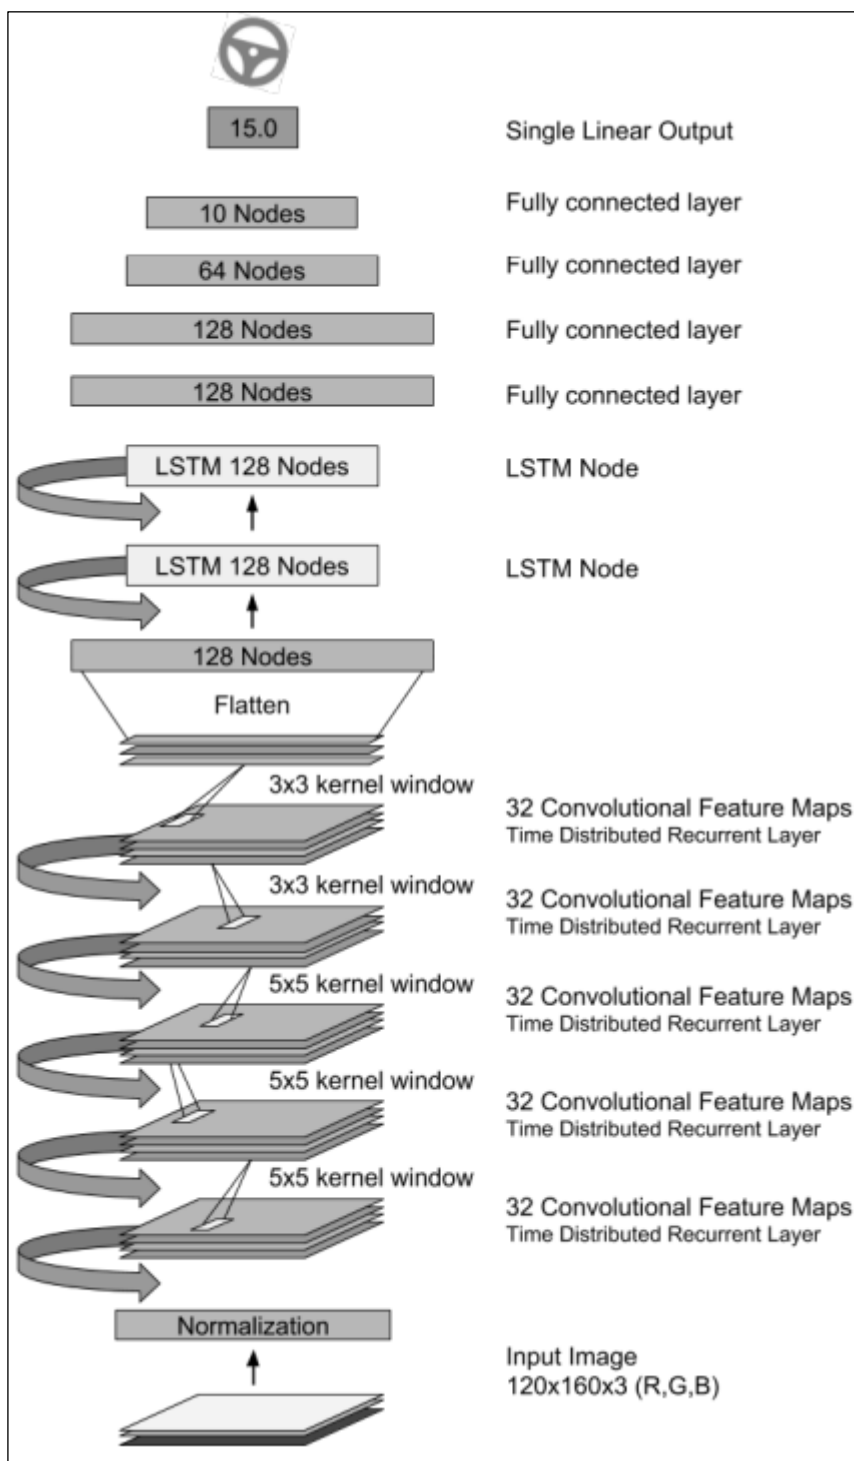 15.0
Single Linear Output
10 Nodes
Fully connected layer
64 Nodes
Fully connected layer
128 Nodes
Fully connected layer
128 Nodes
Fully connected layer
LSTM 128 Nodes
LSTM Node
LSTM 128 Nodes
LSTM Node
128 Nodes
Flatten
3x3 kernel window
32 Convolutional Feature Maps
Time Distributed Recurrent Layer
3x3 kernel window
32 Convolutional Feature Maps
Time Distributed Recurrent Layer
5x5 kernel window
32 Convolutional Feature Maps
Time Distributed Recurrent Layer
5x5 kernel window
32 Convolutional Feature Maps
Time Distributed Recurrent Layer
5x5 kernel window
32 Convolutional Feature Maps
Time Distributed Recurrent Layer
Normalization
Input Image
120x160x3 (R,G,B)